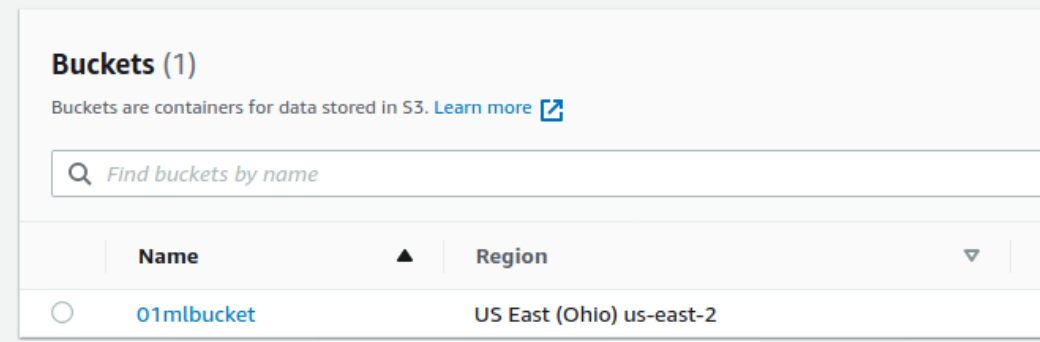 Buckets (1)
Buckets are containers for data stored in S3. Learn more
Find buckets by name
Name Region
01mlbucket US East (Ohio) us-east-2